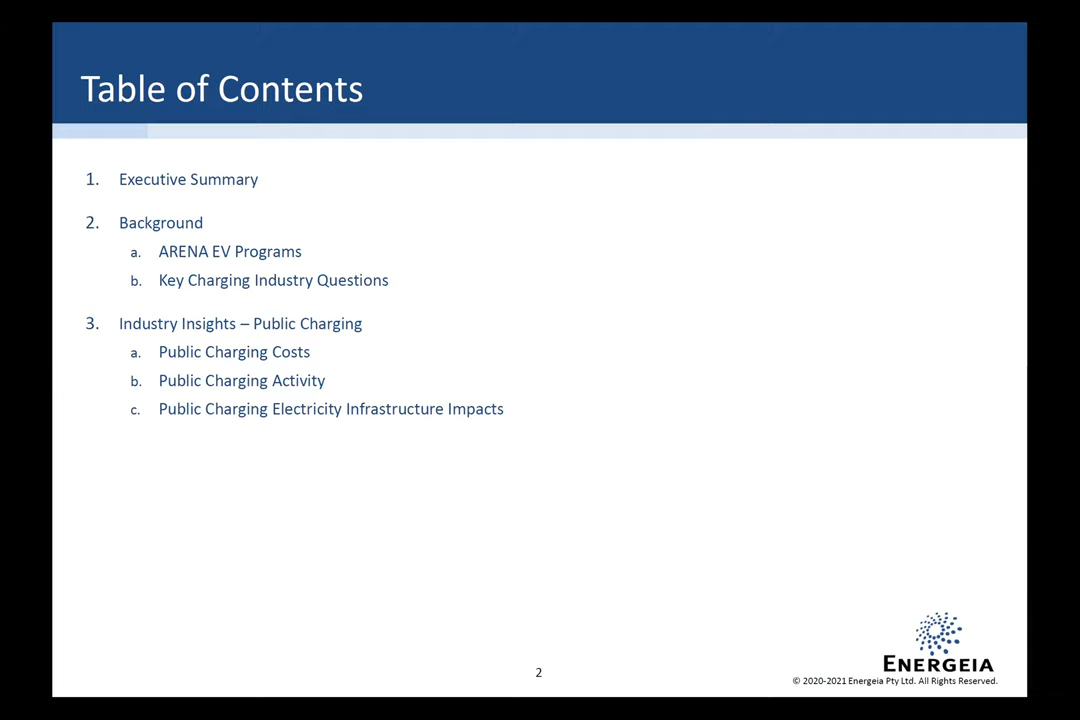 Table of Contents
1. Executive Summary
2. Background
a. ARENA EV Programs
b. Key Charging Industry Questions
3. Industry Insights – Public Charging
a. Public Charging Costs
b. Public Charging Activity
c. Public Charging Electricity Infrastructure Impacts
ENERGEIA
2
© 2020-2021 Energeia Pty Ltd. All Rights Reserved.